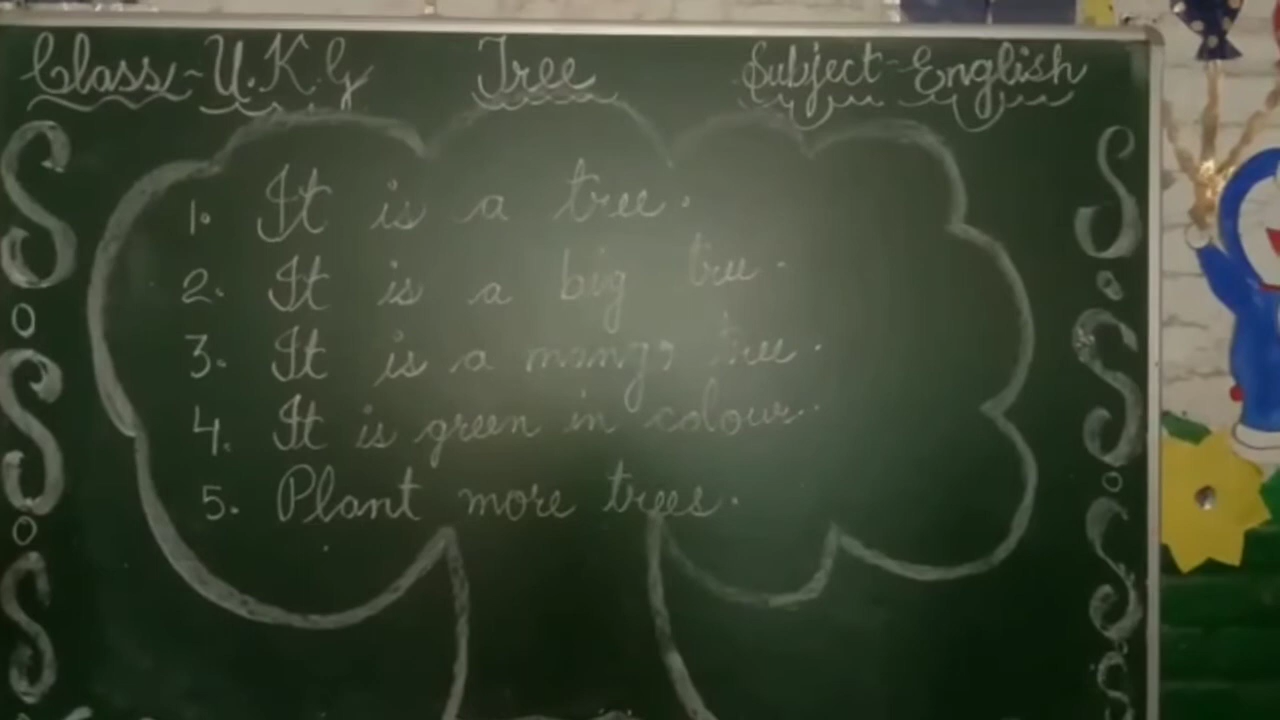 Class-U.K.G Tree Subject-English
1. It is a tree.
2. It is a big tree.
3. It is a mango tree.
4. It is green in colour.
5. Plant more trees.